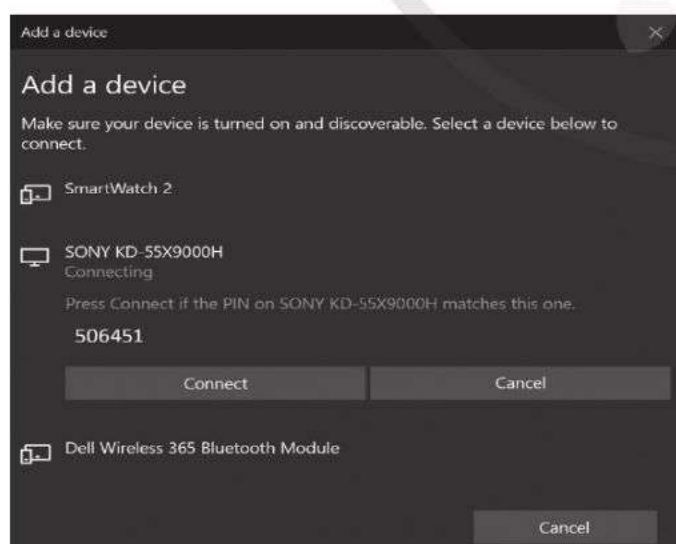 Add a device
Add a device
Make sure your device is turned on and discoverable. Select a device below to
connect.
SmartWatch 2
SONY KD-55X9000H
Connecting
Press Connect if the PIN on SONY KD-55X9000H matches this one.
506451
Connect Cancel
Dell Wireless 365 Bluetooth Module
Cancel